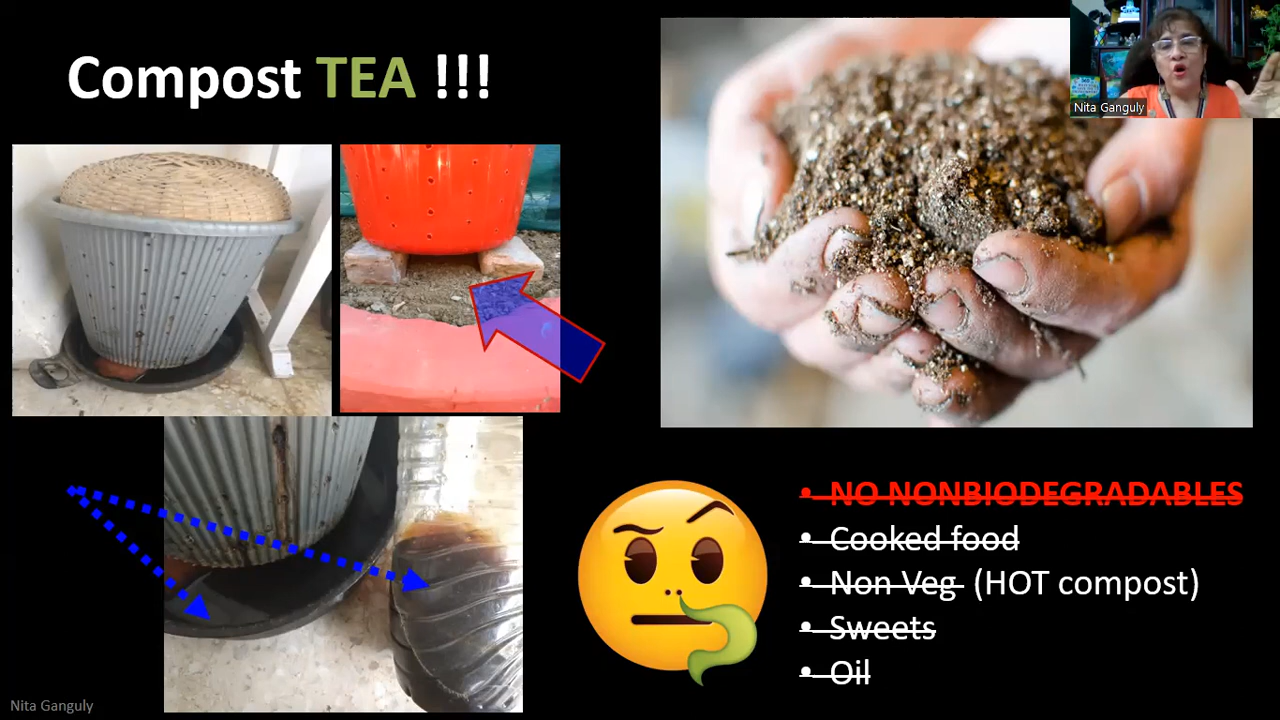 Compost TEA !!!
Nita Ganguly
• NO NONBIODEGRADABLES
• Cooked food
• Non Veg (HOT compost)
• Sweets
• Oil
Nita Ganguly